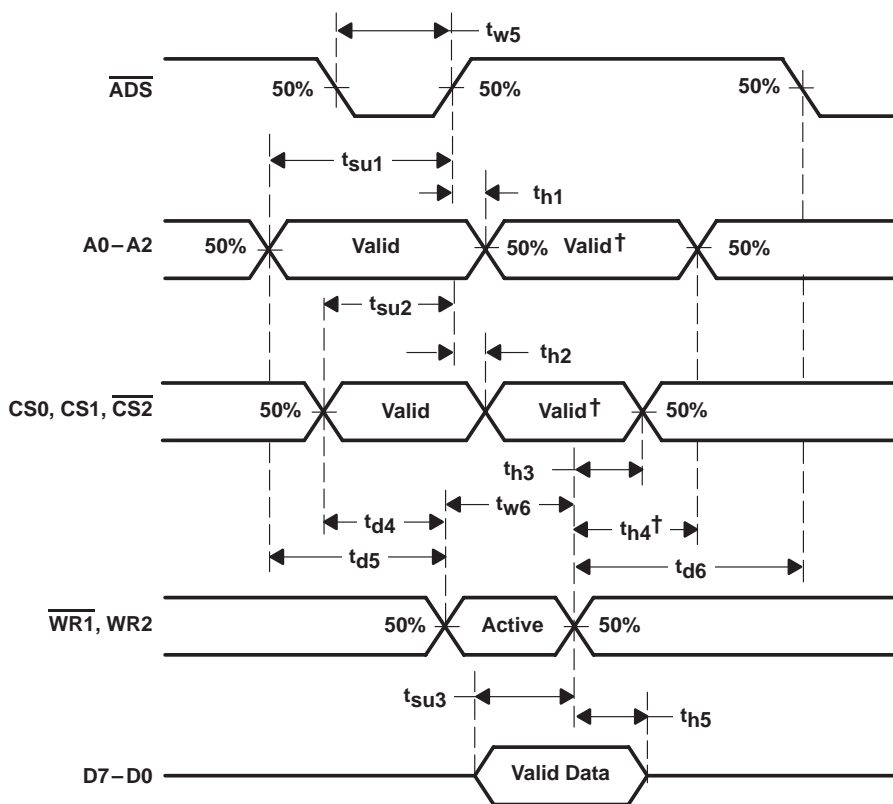 tw5
ADS
50%
50%
50%
tsu1
th1
A0–A2
50%
Valid
50%
Valid†
50%
tsu2
th2
CS0, CS1, CS2
50%
Valid
Valid†
50%
th3
tw6
td4
th4†
td5
td6
WR1, WR2
50%
Active
50%
tsu3
th5
D7–D0
Valid Data